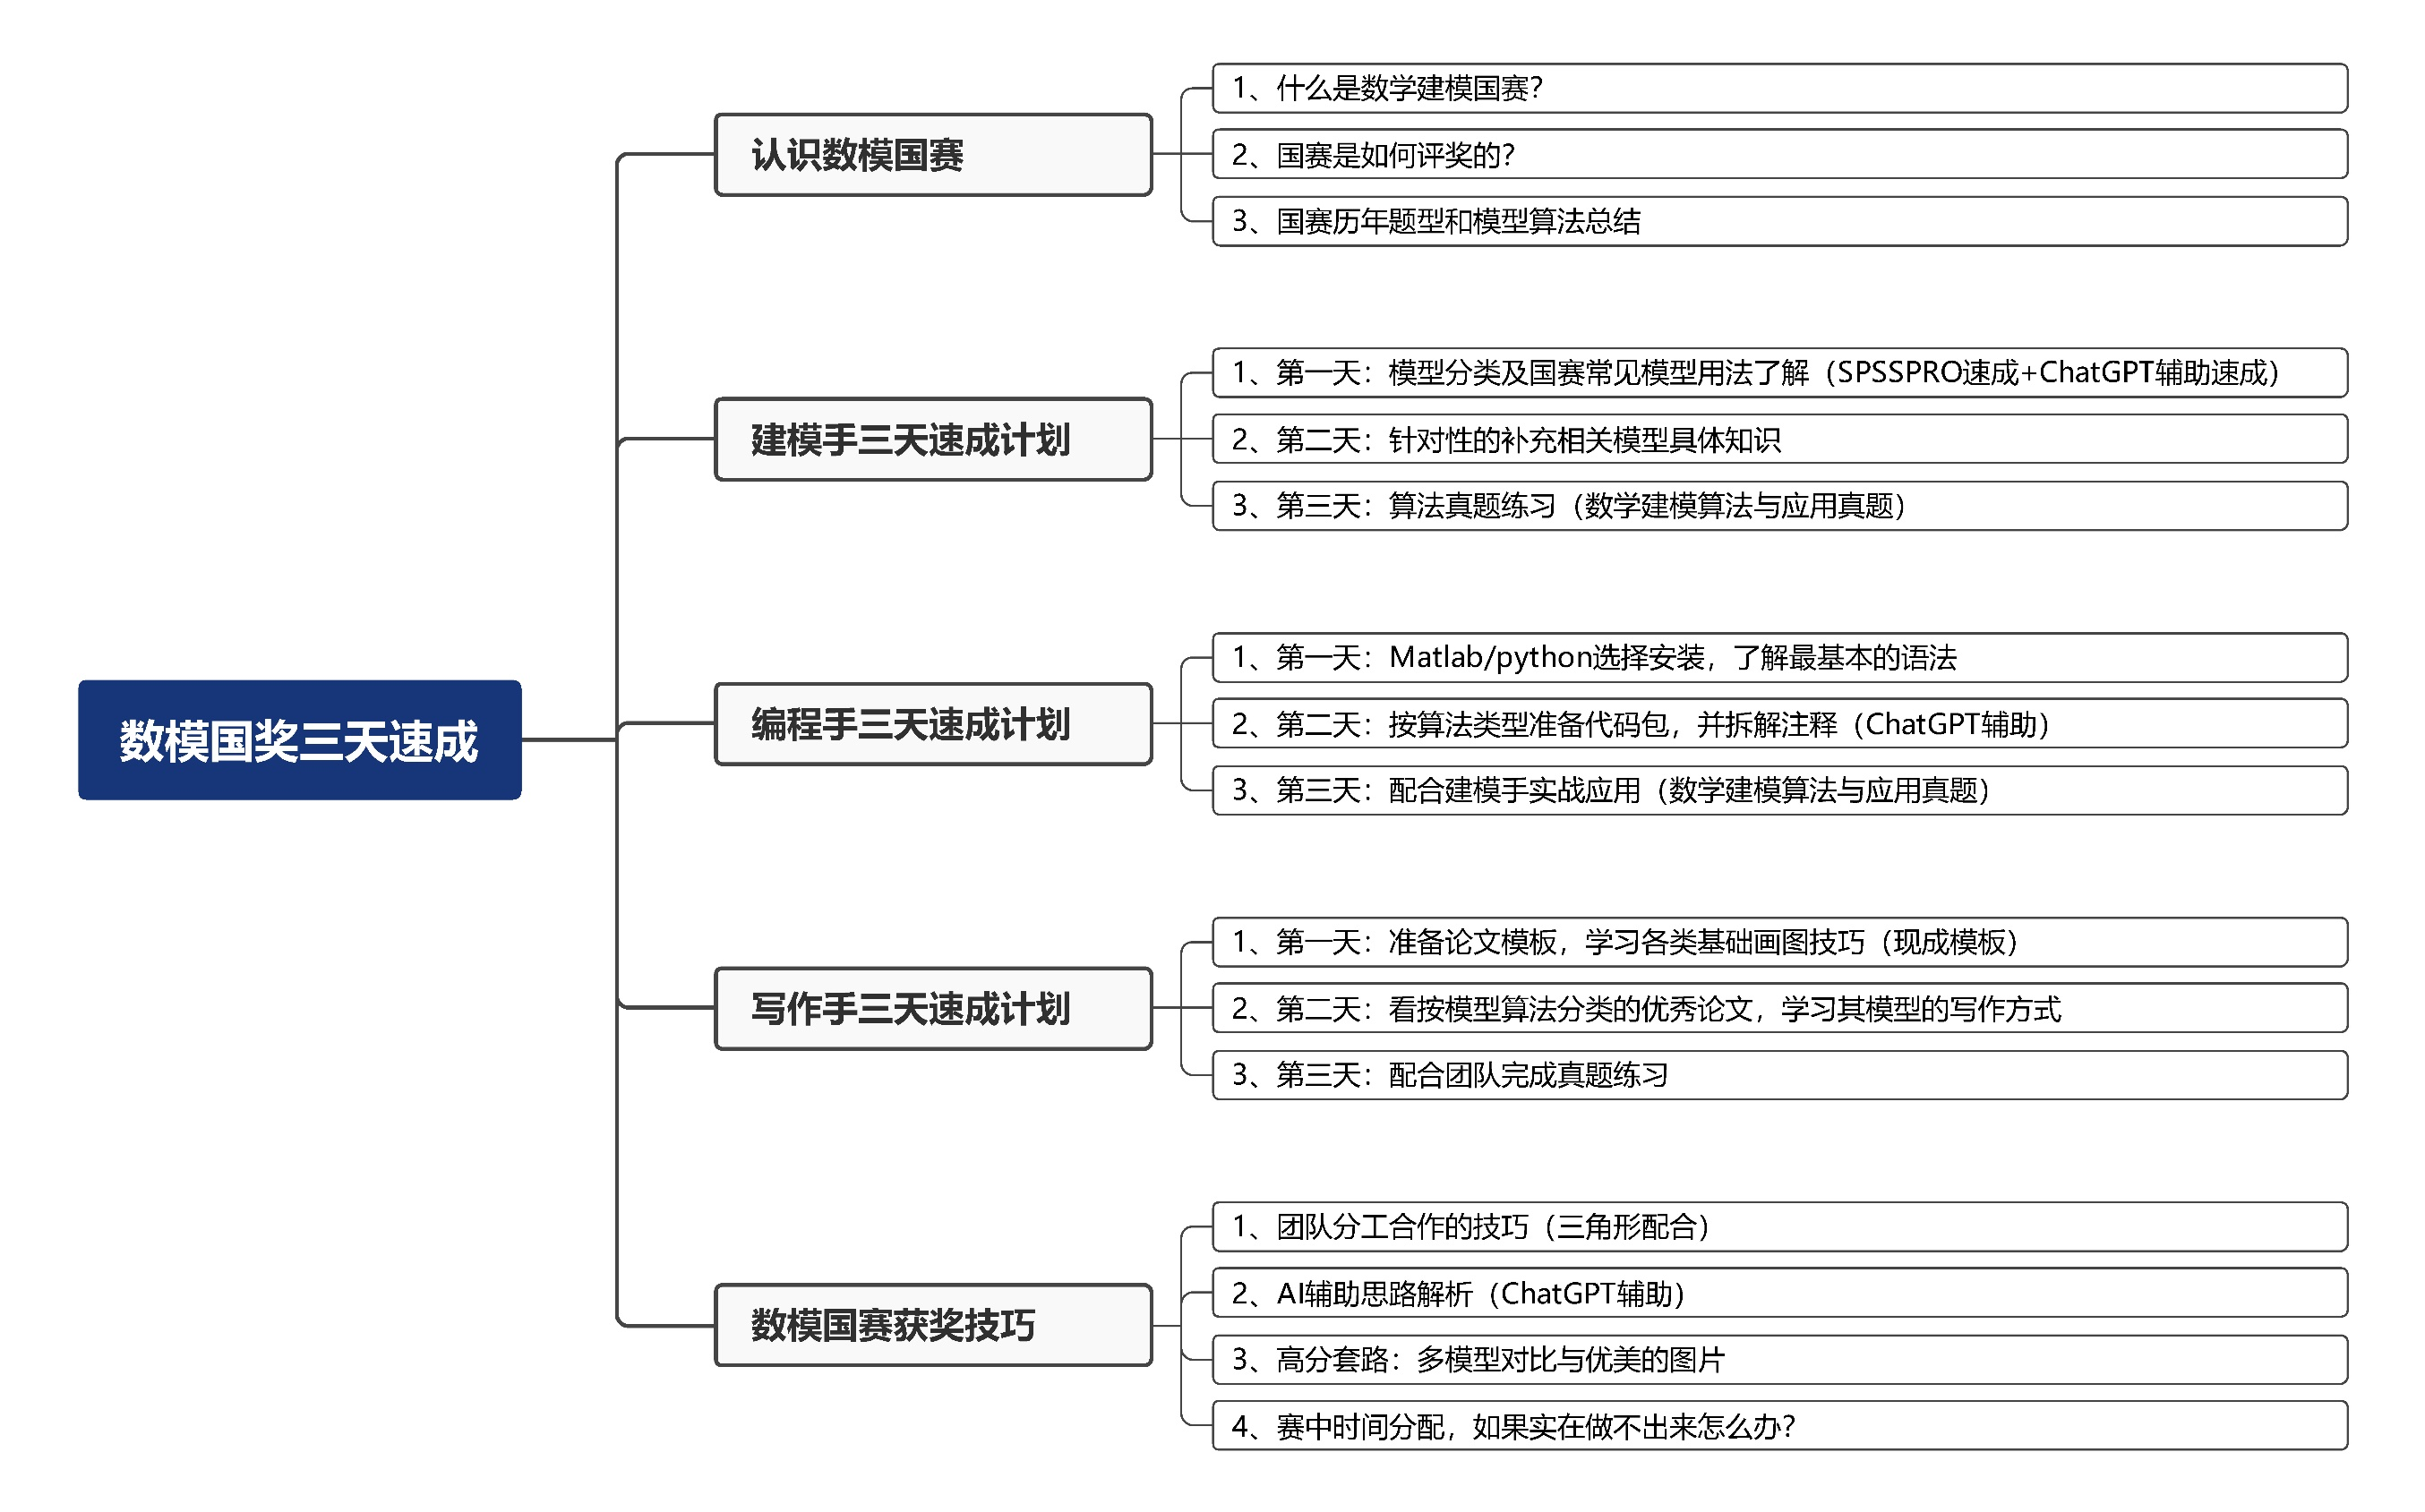 数模国奖三天速成
认识数模国赛
1、什么是数学建模国赛？
2、国赛是如何评奖的？
3、国赛历年题型和模型算法总结
建模手三天速成计划
1、第一天：模型分类及国赛常见模型用法了解（SPSSPRO速成+ChatGPT辅助速成）
2、第二天：针对性的补充相关模型具体知识
3、第三天：算法真题练习（数学建模算法与应用真题）
编程手三天速成计划
1、第一天：Matlab/python选择安装，了解最基本的语法
2、第二天：按算法类型准备代码包，并拆解注释（ChatGPT辅助）
3、第三天：配合建模手实战应用（数学建模算法与应用真题）
写作手三天速成计划
1、第一天：准备论文模板，学习各类基础画图技巧（现成模板）
2、第二天：看按模型算法分类的优秀论文，学习其模型的写作方式
3、第三天：配合团队完成真题练习
数模国赛获奖技巧
1、团队分工合作的技巧（三角形配合）
2、AI辅助思路解析（ChatGPT辅助）
3、高分套路：多模型对比与优美的图片
4、赛中时间分配，如果实在做不出来怎么办？